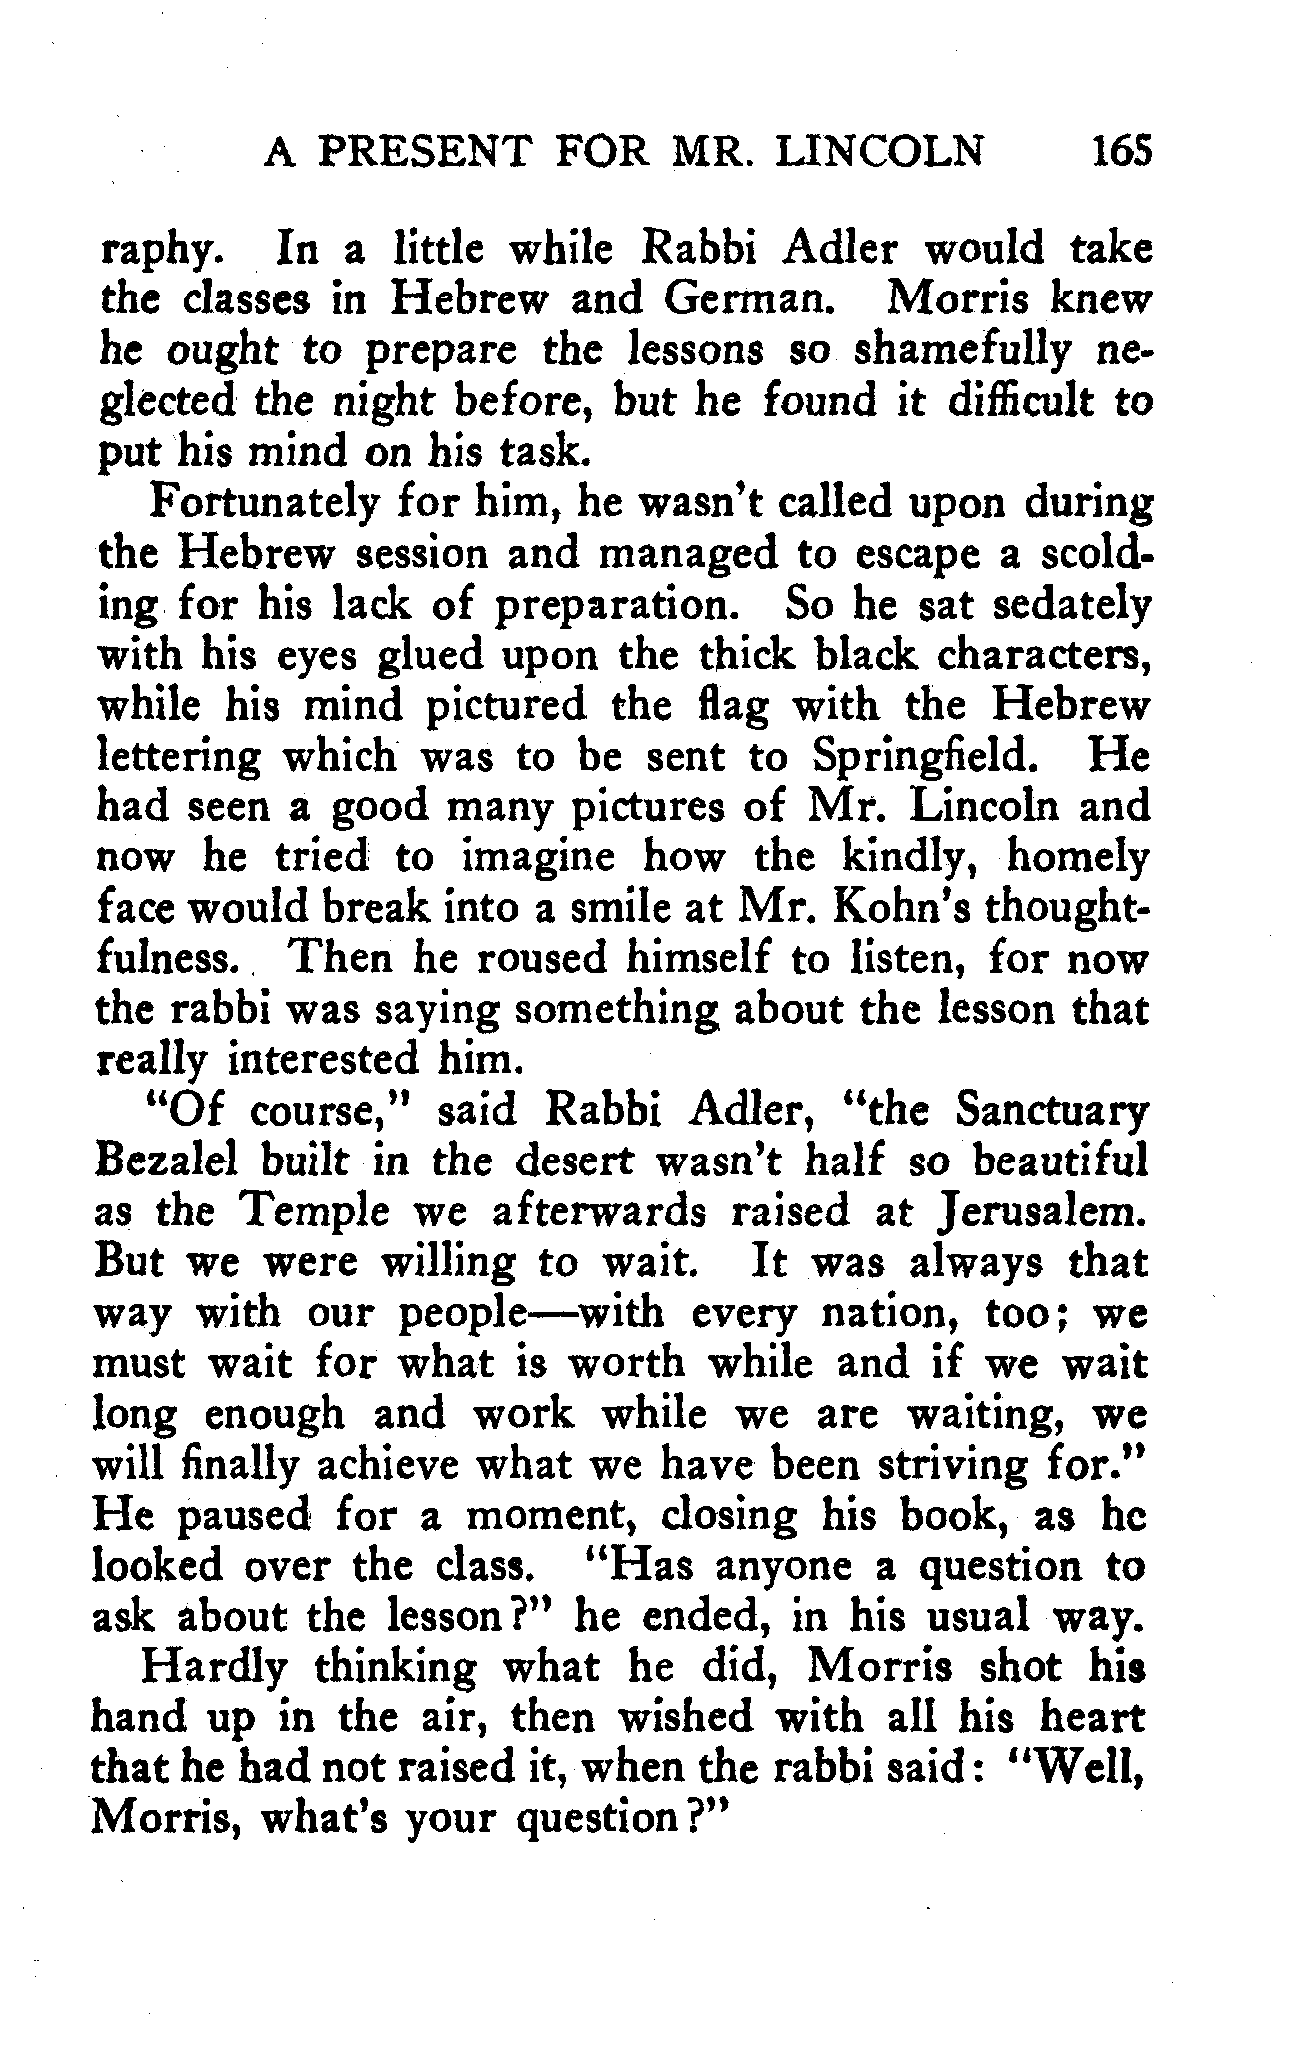 A PRESENT FOR MR. LINCOLN 165
raphy. In a little while Rabbi Adler would take
the classes in Hebrew and German. Morris knew
he ought to prepare the lessons so shamefully ne-
glected the night before, but he found it difficult to
put his mind on his task.
Fortunately for him, he wasn't called upon during
the Hebrew session and managed to escape a scold-
ing for his lack of preparation. So he sat sedately
with his eyes glued upon the thick black characters,
while his mind pictured the flag with the Hebrew
lettering which was to be sent to Springfield. He
had seen a good many pictures of Mr. Lincoln and
now he tried to imagine how the kindly, homely
face would break into a smile at Mr. Kohn's thought-
fulness. Then he roused himself to listen, for now
the rabbi was saying something about the lesson that
really interested him.
"Of course," said Rabbi Adler, "the Sanctuary
Bezalel built in the desert wasn't half so beautiful
as the Temple we afterwards raised at Jerusalem.
But we were willing to wait. It was always that
way with our people—with every nation, too; we
must wait for what is worth while and if we wait
long enough and work while we are waiting, we
will finally achieve what we have been striving for."
He paused for a moment, closing his book, as he
looked over the class. "Has anyone a question to
ask about the lesson?" he ended, in his usual way.
Hardly thinking what he did, Morris shot his
hand up in the air, then wished with all his heart
that he had not raised it, when the rabbi said: "Well,
Morris, what's your question?"